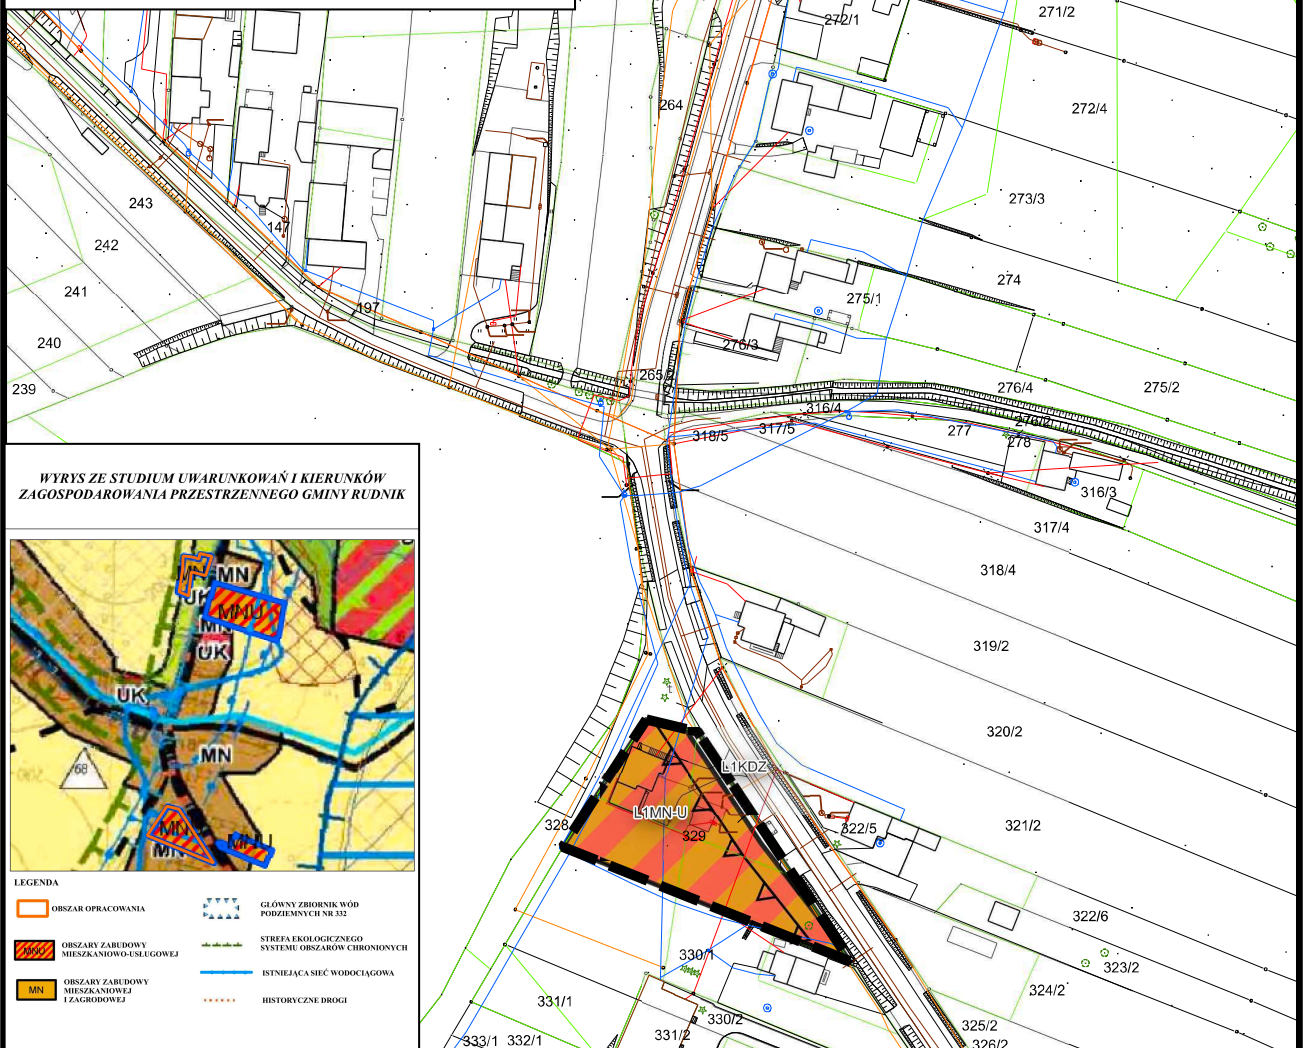 272/1
271/2
264
272/4
243
273/3
147
242
274
241
275/1
197
240
276/3
239
276/4
275/2
316/4
276/2
318/5
317/5
277
278
316/3
317/4
318/4
319/2
320/2
L1KDZ
L1MN-U
328
329
322/5
321/2
322/6
330/1
323/2
324/2
331/1
330/2
325/2
333/1
332/1
331/2
326/2
WYRYS ZE STUDIUM UWARUNKOWAŃ I KIERUNKÓW
ZAGOSPODAROWANIA PRZESTRZENNEGO GMINY RUDNIK
MN
MNU
MN
UK
UK
MN
68
MN
MNU
MN
LEGENDA
OBSZAR OPRACOWANIA
MNU
OBSZARY ZABUDOWY
MIESZKANIOWO-USŁUGOWEJ
MN
OBSZARY ZABUDOWY
MIESZKANIOWEJ
I ZAGRODOWEJ
GŁÓWNY ZBIORNIK WÓD
PODZIEMNYCH NR 332
STREFA EKOLOGICZNEGO
SYSTEMU OBSZARÓW CHRONIONYCH
ISTNIEJĄCA SIEĆ WODOCIĄGOWA
HISTORYCZNE DROGI